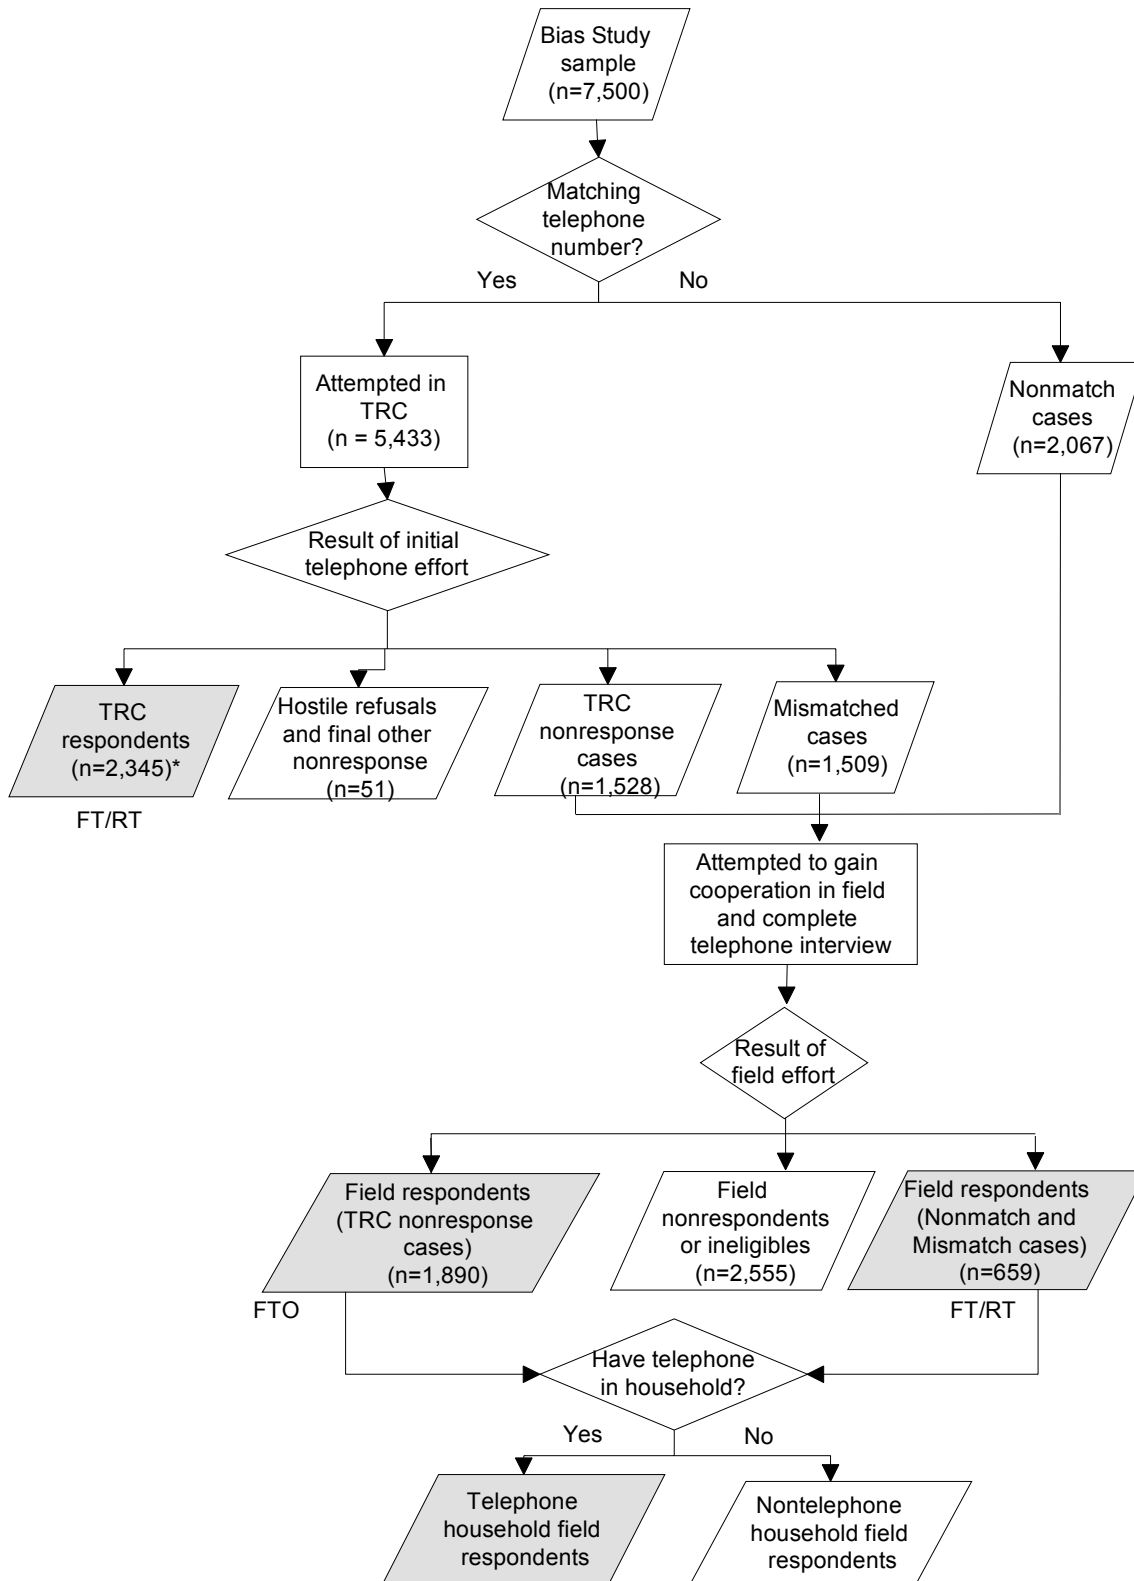 Bias Study
sample
(n=7,500)
Matching
telephone
number?
Yes
No
Attempted in
TRC
(n = 5,433)
Nonmatch
cases
(n=2,067)
Result of initial
telephone effort
TRC
respondents
(n=2,345)*
FT/RT
Hostile refusals
and final other
nonresponse
(n=51)
TRC
nonresponse
cases
(n=1,528)
Mismatched
cases
(n=1,509)
Attempted to gain
cooperation in field
and complete
telephone interview
Result of
field effort
Field respondents
(TRC nonresponse
cases)
(n=1,890)
FTO
Field
nonrespondents
or ineligibles
(n=2,555)
Field respondents
(Nonmatch and
Mismatch cases)
(n=659)
FT/RT
Have telephone
in household?
Yes
No
Telephone
household field
respondents
Nontelephone
household field
respondents